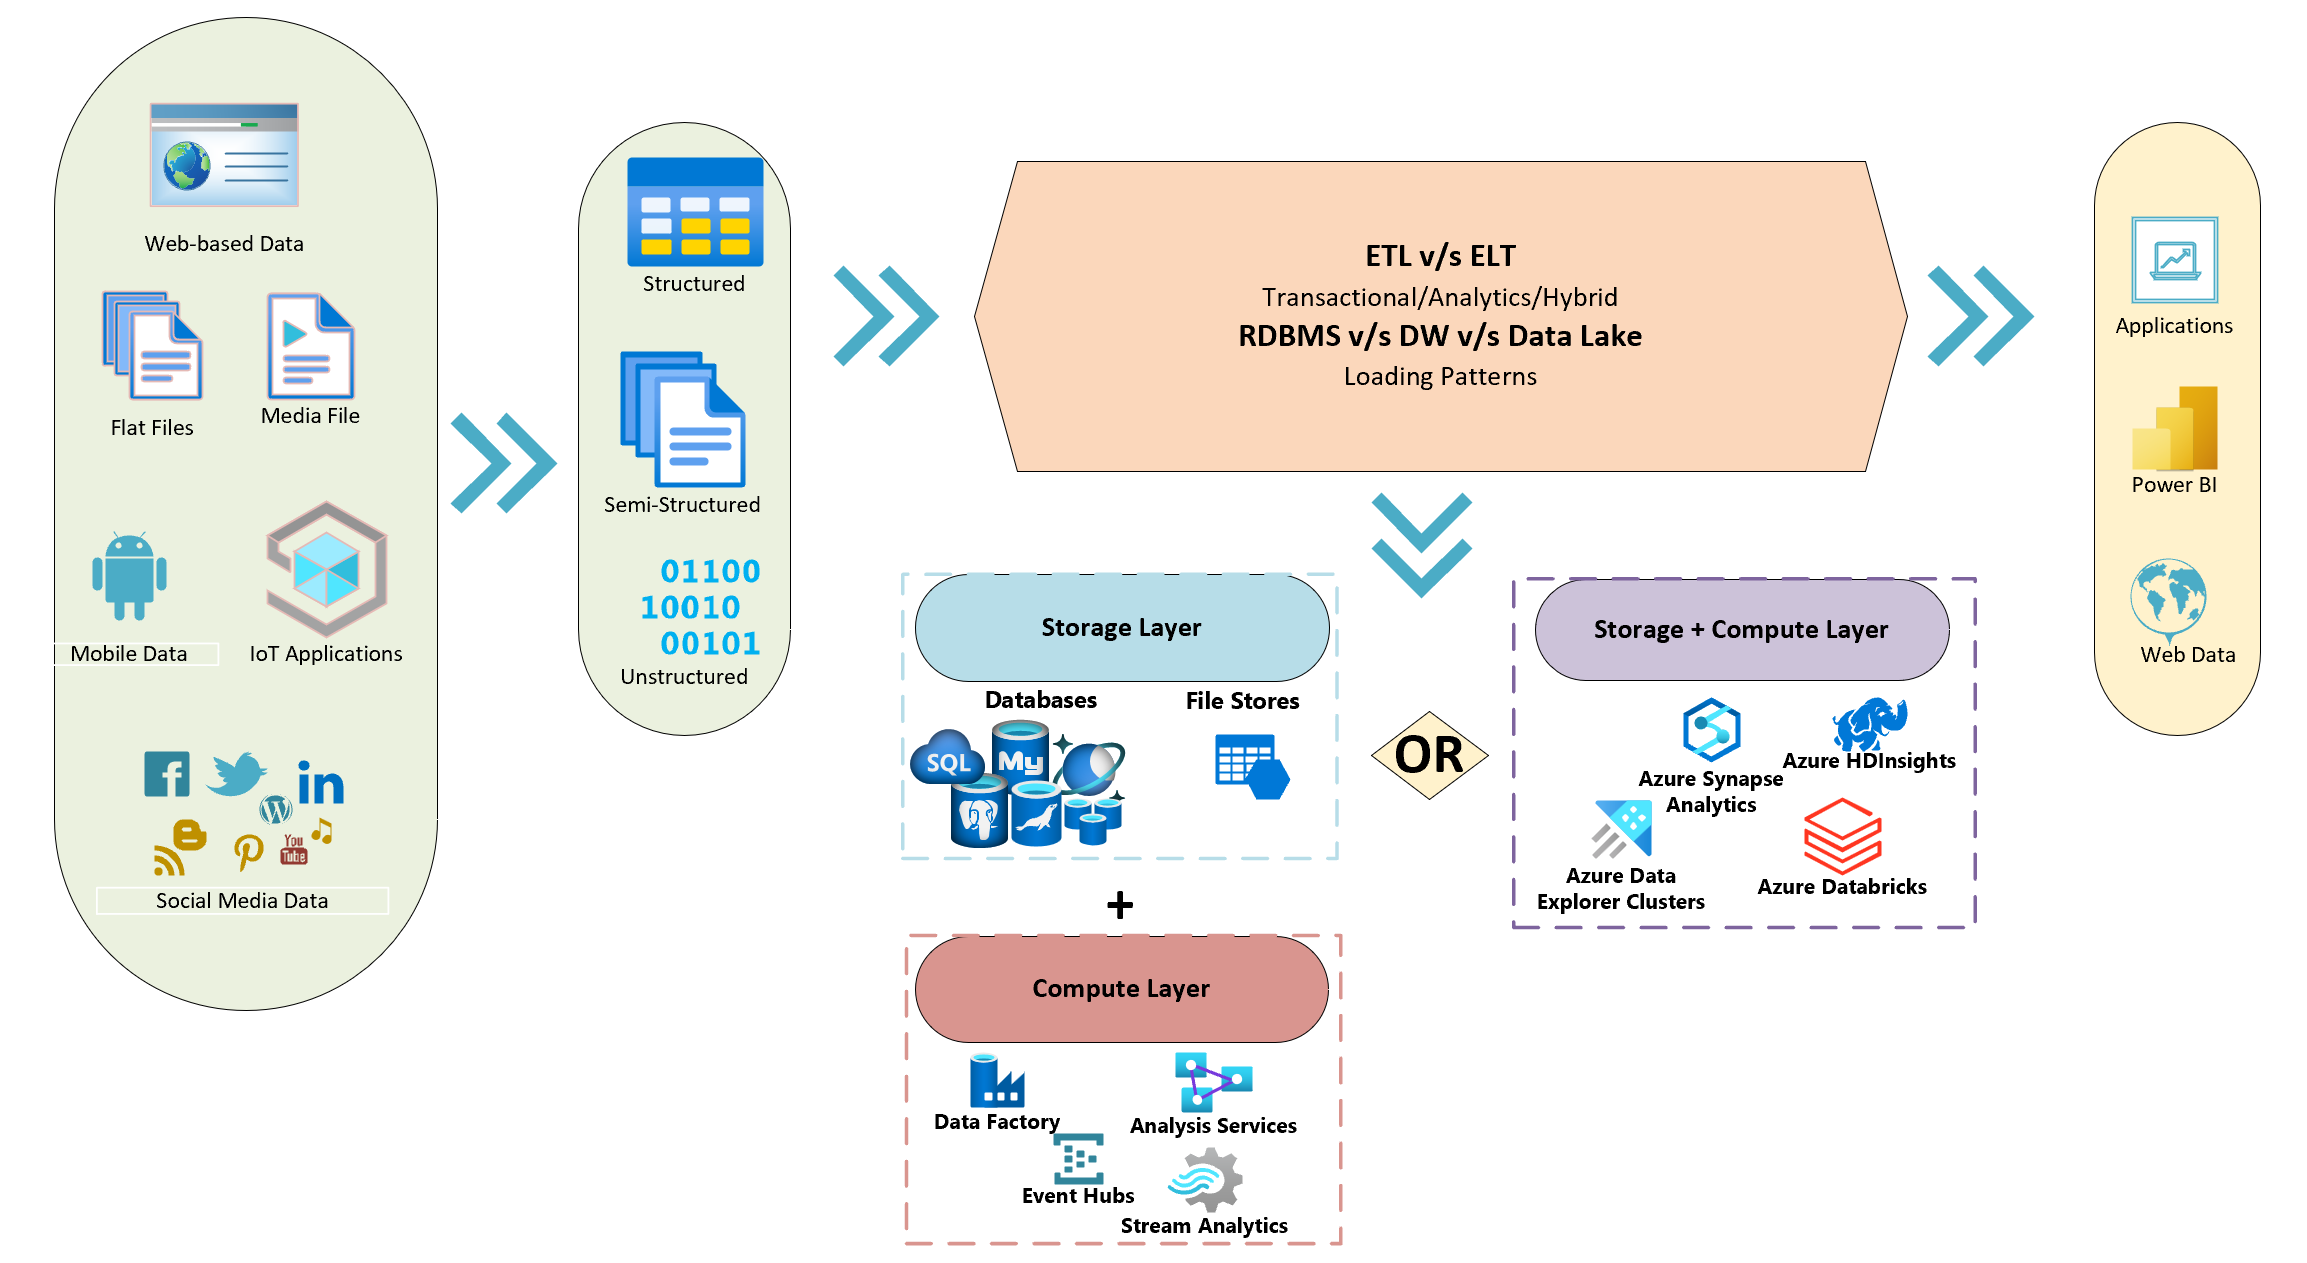 Web-based Data
Flat Files
Media File
Mobile Data
IoT Applications
in
You
Tube
Social Media Data
Structured
Semi-Structured
01100
10010
00101
Unstructured
ETL v/s ELT
Transactional/Analytics/Hybrid
RDBMS v/s DW v/s Data Lake
Loading Patterns
Storage Layer
Databases
File Stores
SQL
My
+
Compute Layer
Data Factory
Analysis Services
Event Hubs
Stream Analytics
OR
Storage + Compute Layer
Azure Synapse
Analytics
Azure HDInsights
Azure Data
Explorer Clusters
Azure Databricks
Applications
Power BI
Web Data